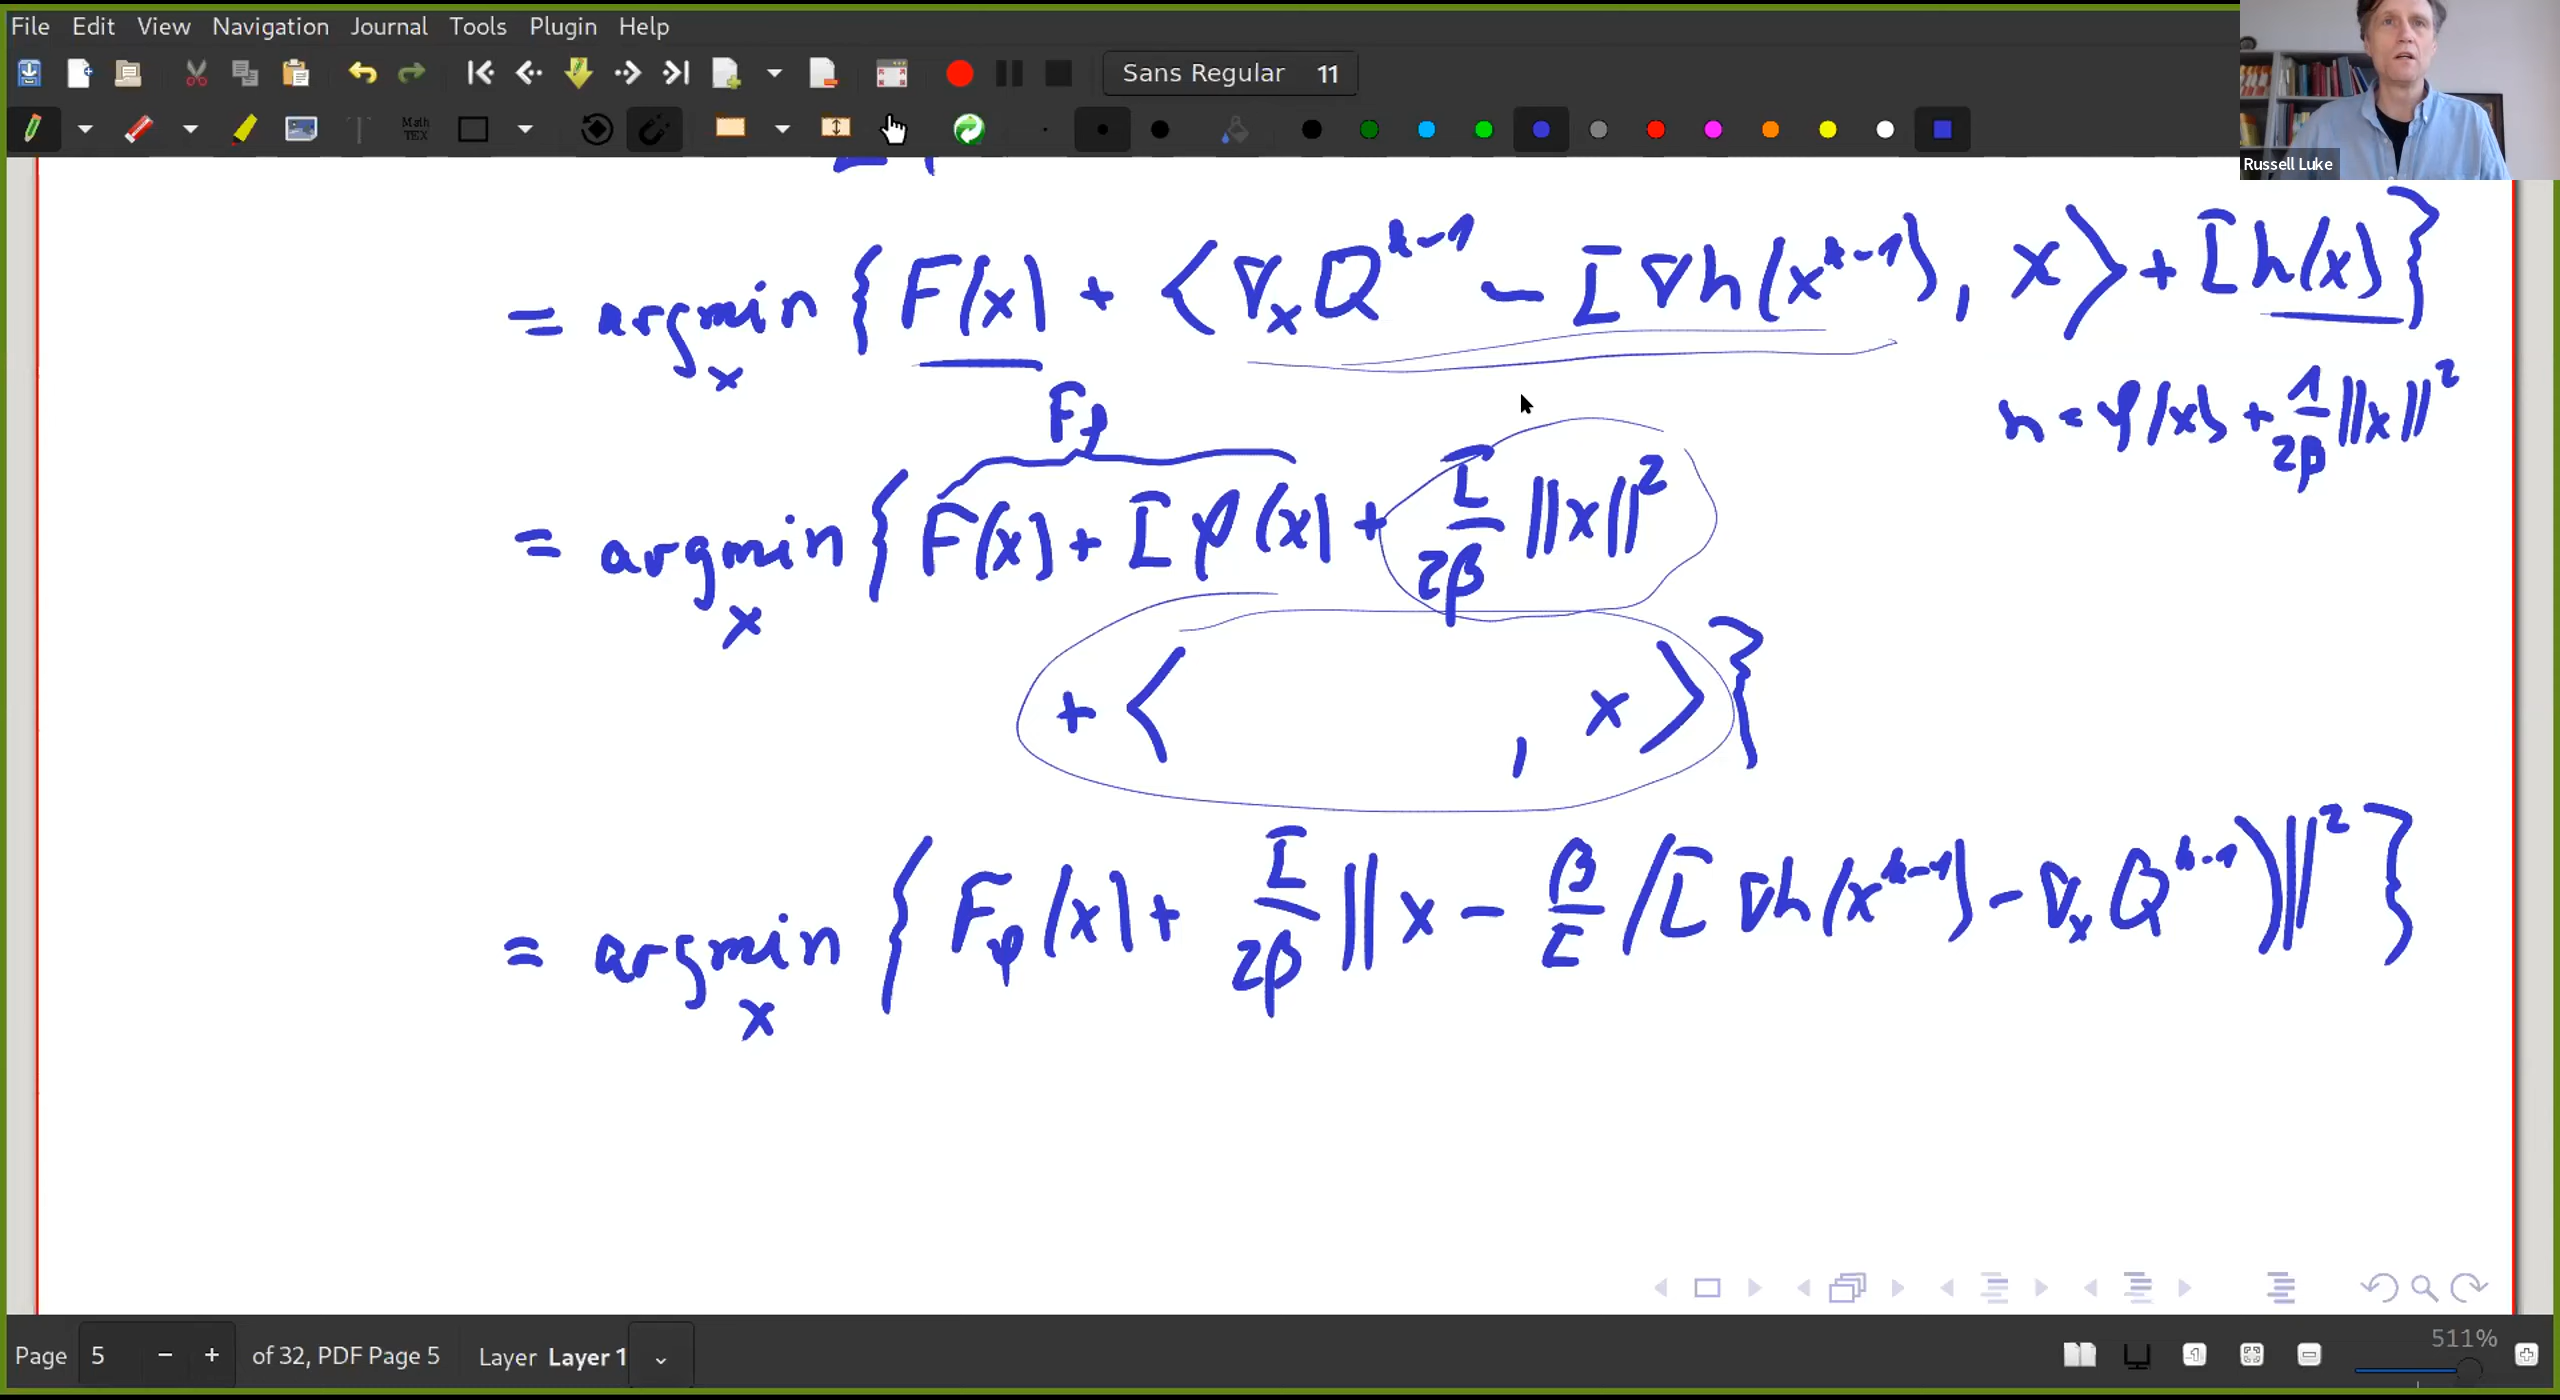 File Edit View Navigation Journal Tools Plugin Help
Sans Regular 11
Math TEX
Russell Luke
= argmin_x { F(x) + ⟨ ∇_x Q^{k-1} - L̄ ∇h(x^{k-1}), x ⟩ + L̄ h(x) }
h = φ(x) + 1/2β ||x||^2
F_φ
= argmin_x { F(x) + L̄ φ(x) + L̄/2β ||x||^2
+ ⟨ , x ⟩ }
= argmin_x { F_φ(x) + L̄/2β || x - β/L̄ (L̄ ∇h(x^{k-1}) - ∇_x Q^{k-1}) ||^2 }
511%
Page 5 - + of 32, PDF Page 5 Layer Layer 1